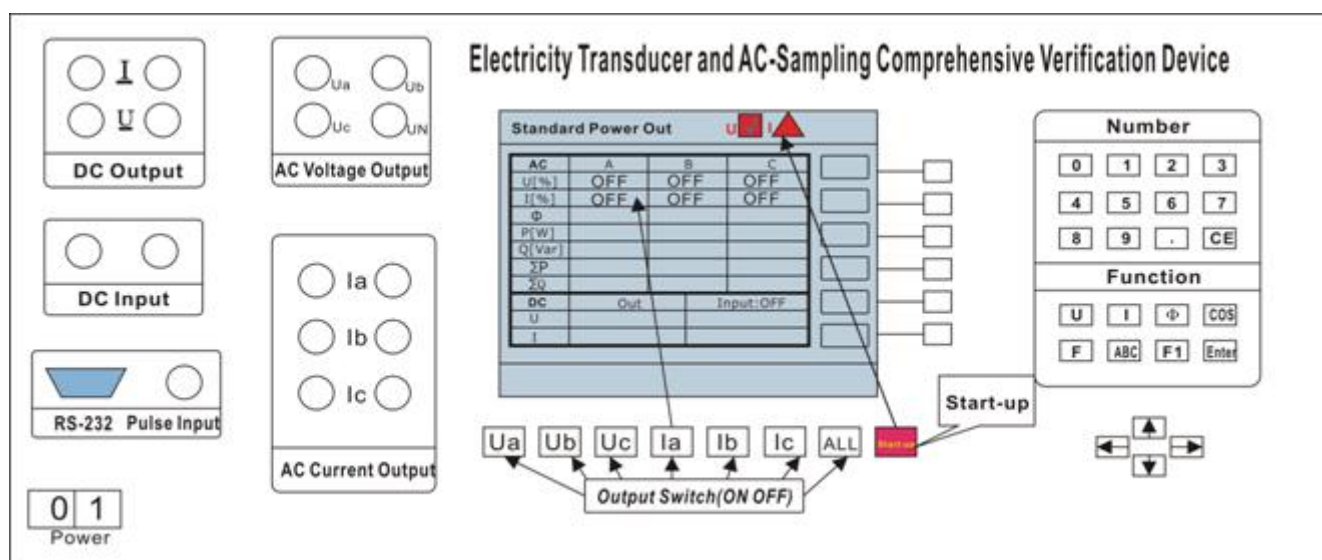 Electricity Transducer and AC-Sampling Comprehensive Verification Device
I
U
DC Output
Ua Ub
Uc UN
AC Voltage Output
DC Input
RS-232 Pulse Input
Ia
Ib
Ic
AC Current Output
0 1
Power
Standard Power Out U I
AC A B C
U[%] OFF OFF OFF
I[%] OFF OFF OFF
Φ
P[W]
Q[Var]
ΣP
ΣQ
DC Out Input:OFF
U
I
Ua Ub Uc Ia Ib Ic ALL Start-up
Output Switch(ON OFF)
Start-up
Number
0 1 2 3
4 5 6 7
8 9 . CE
Function
U I Φ COS
F ABC F1 Enter